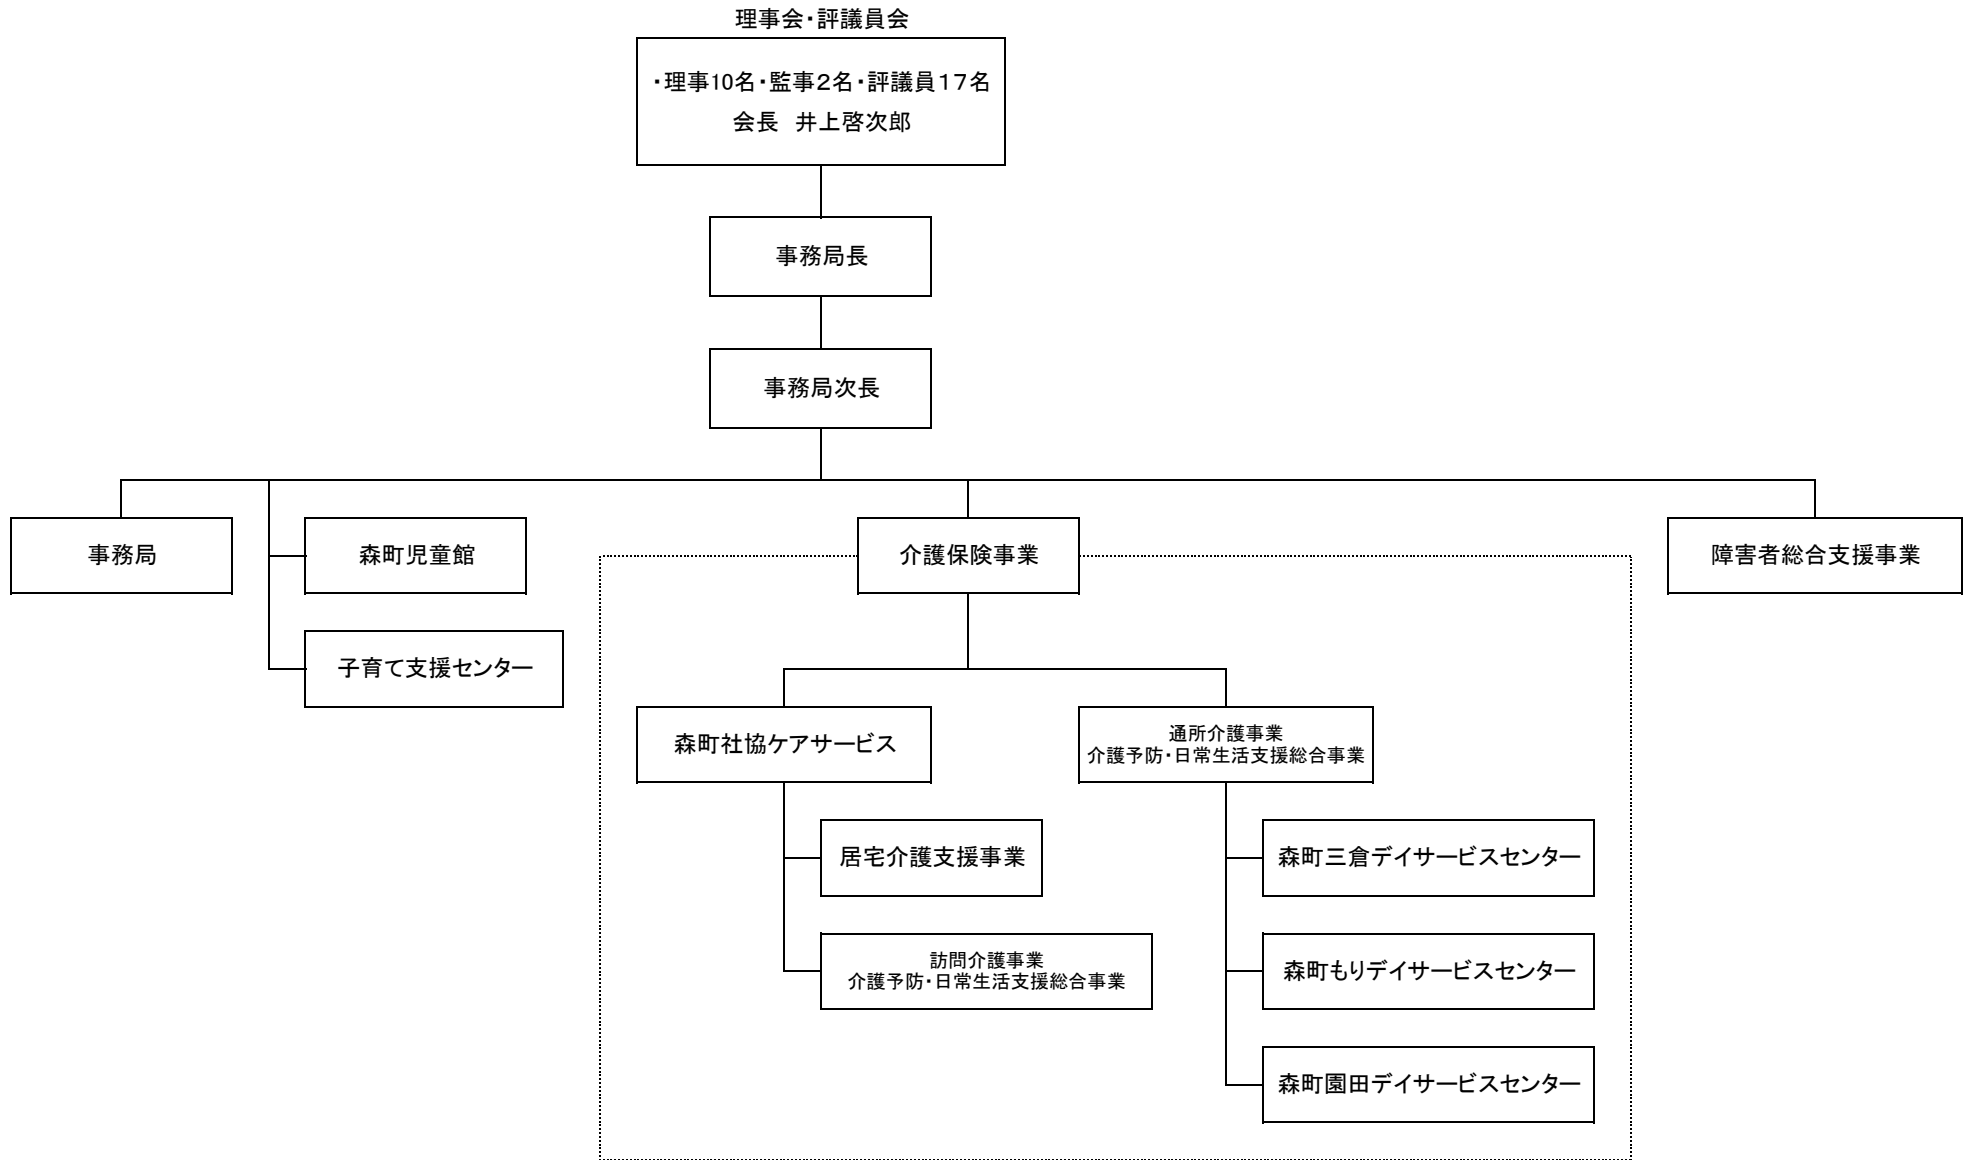 理事会・評議員会
・理事10名・監事２名・評議員１７名
会長　井上啓次郎
事務局長
事務局次長
事務局
森町児童館
介護保険事業
障害者総合支援事業
子育て支援センター
森町社協ケアサービス
通所介護事業
介護予防・日常生活支援総合事業
居宅介護支援事業
森町三倉デイサービスセンター
訪問介護事業
介護予防・日常生活支援総合事業
森町もりデイサービスセンター
森町園田デイサービスセンター